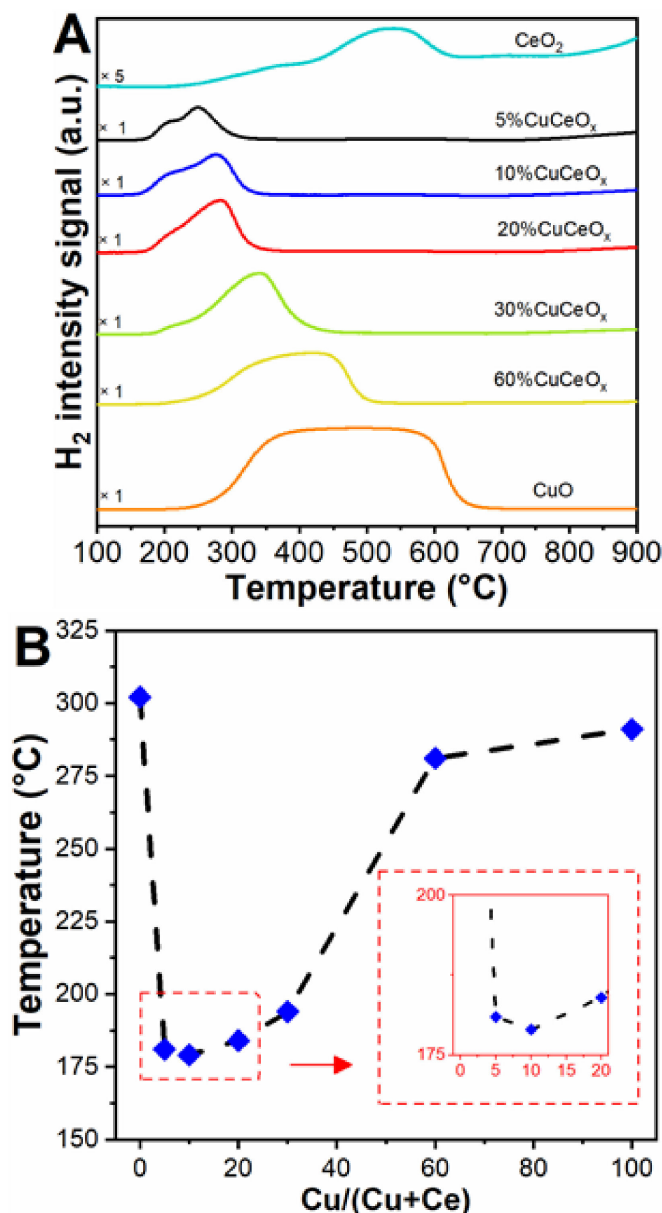 A
H₂ intensity signal (a.u.)
CeO₂
× 5
× 1
5%CuCeOₓ
× 1
10%CuCeOₓ
× 1
20%CuCeOₓ
× 1
30%CuCeOₓ
× 1
60%CuCeOₓ
× 1
CuO
100 200 300 400 500 600 700 800 900
Temperature (°C)
B
Temperature (°C)
325
300
275
250
225
200
175
150
200
175
0 5 10 15 20
0 20 40 60 80 100
Cu/(Cu+Ce)